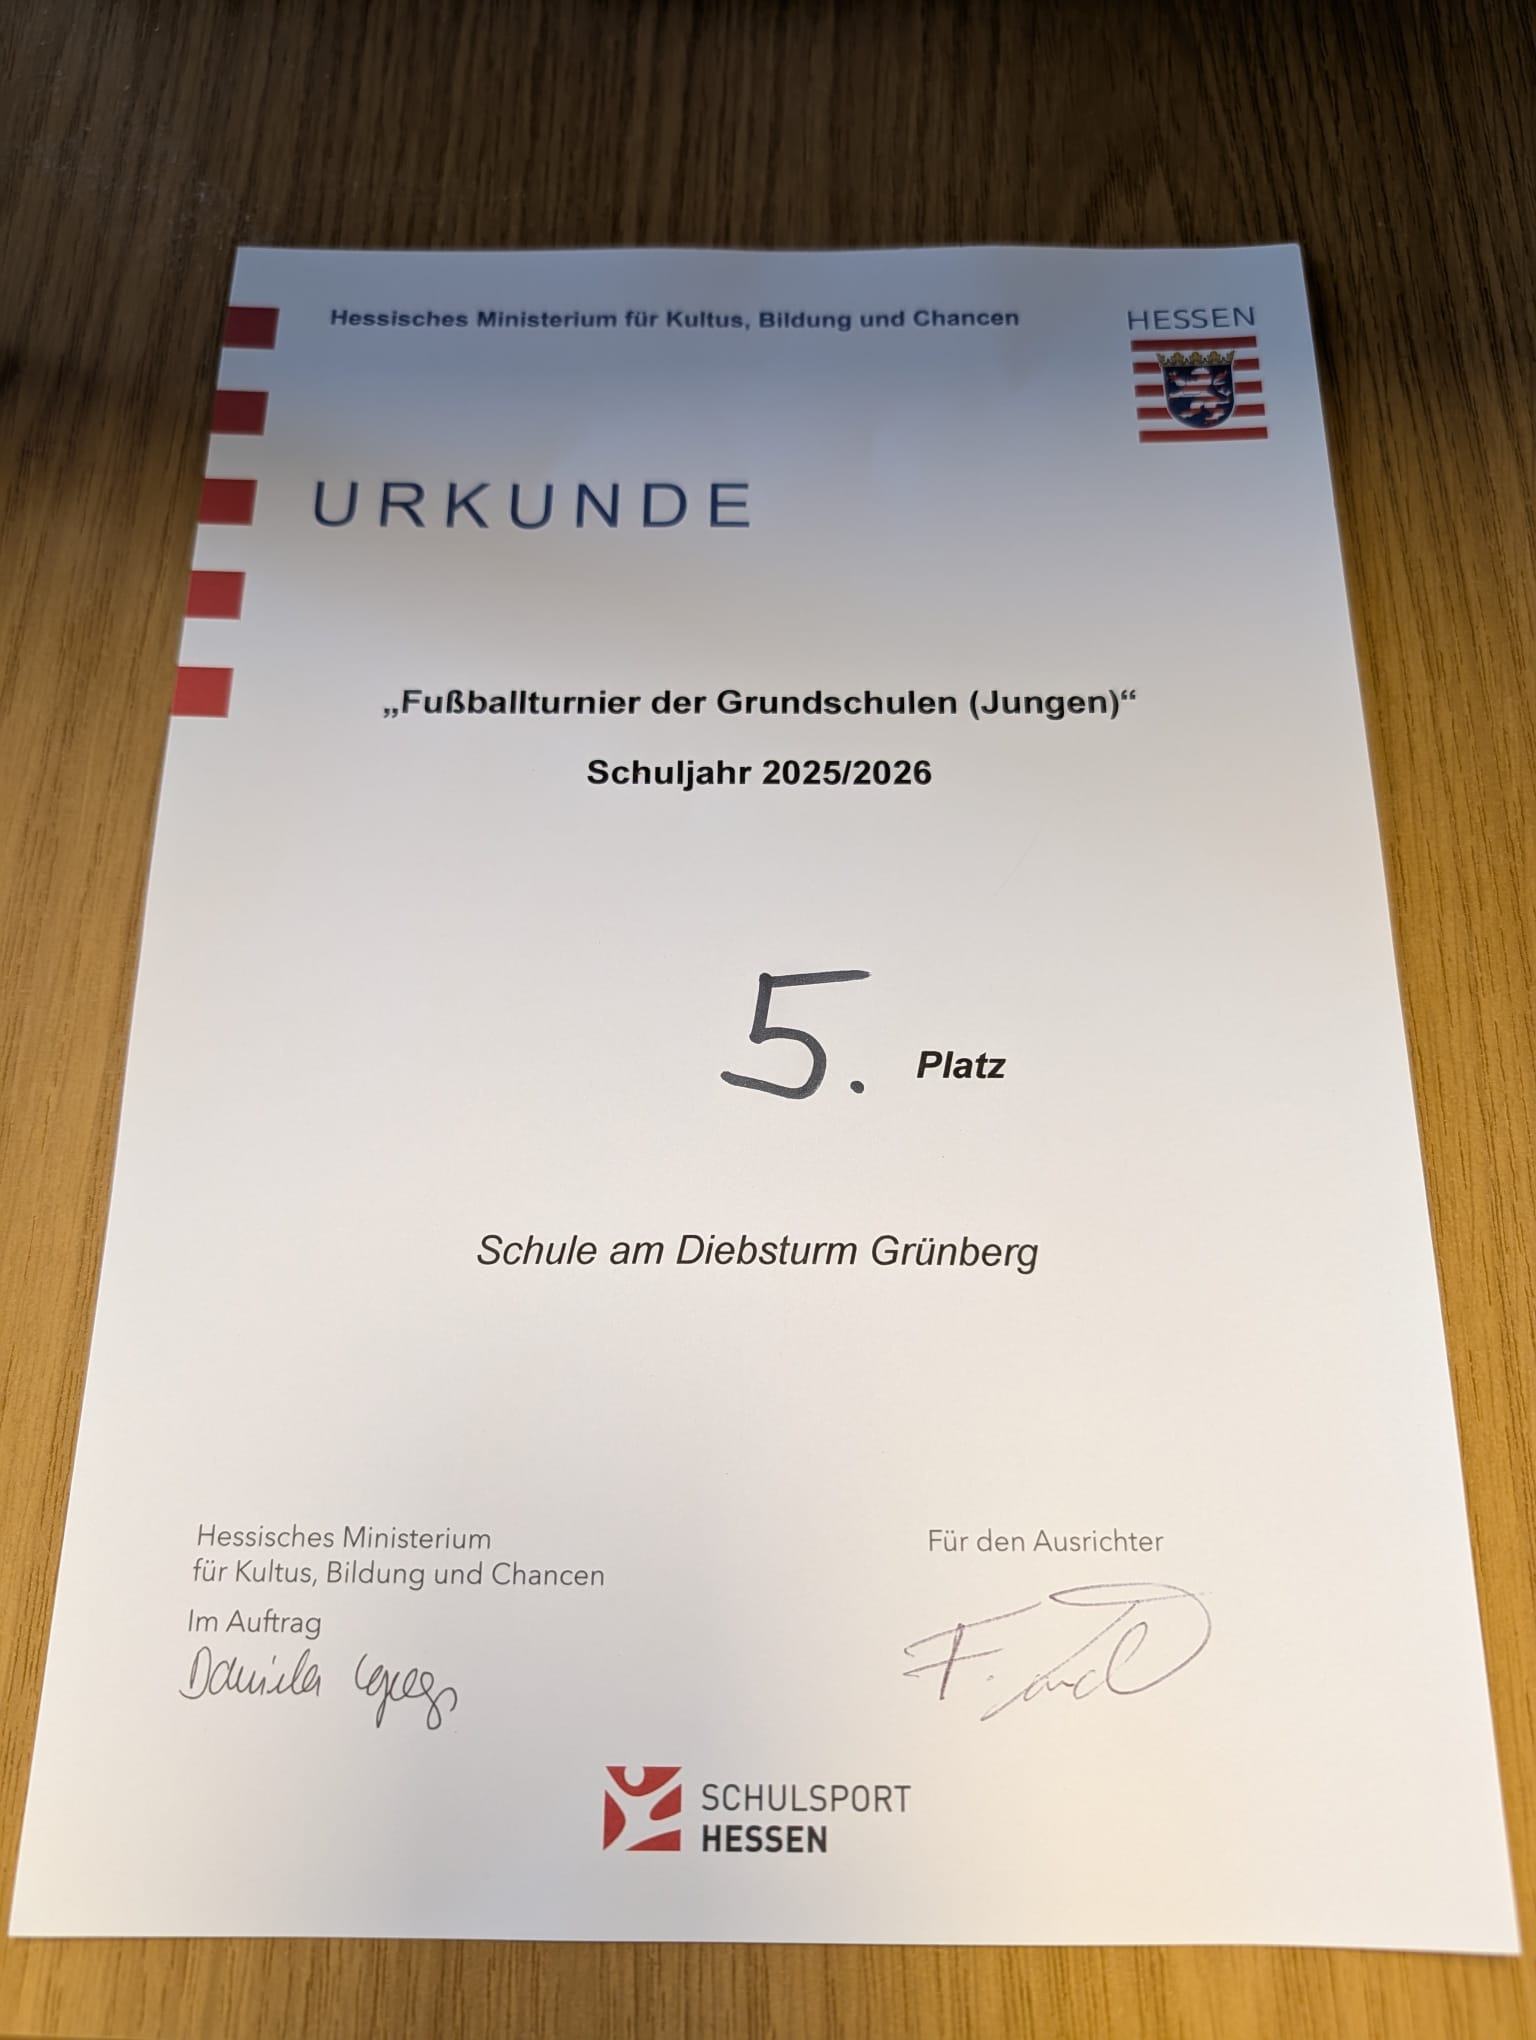 Hessisches Ministerium für Kultus, Bildung und Chancen
HESSEN
URKUNDE
„Fußballturnier der Grundschulen (Jungen)“
Schuljahr 2025/2026
5. Platz
Schule am Diebsturm Grünberg
Hessisches Ministerium
für Kultus, Bildung und Chancen
Im Auftrag
Daniela
Für den Ausrichter
F.
SCHULSPORT
HESSEN